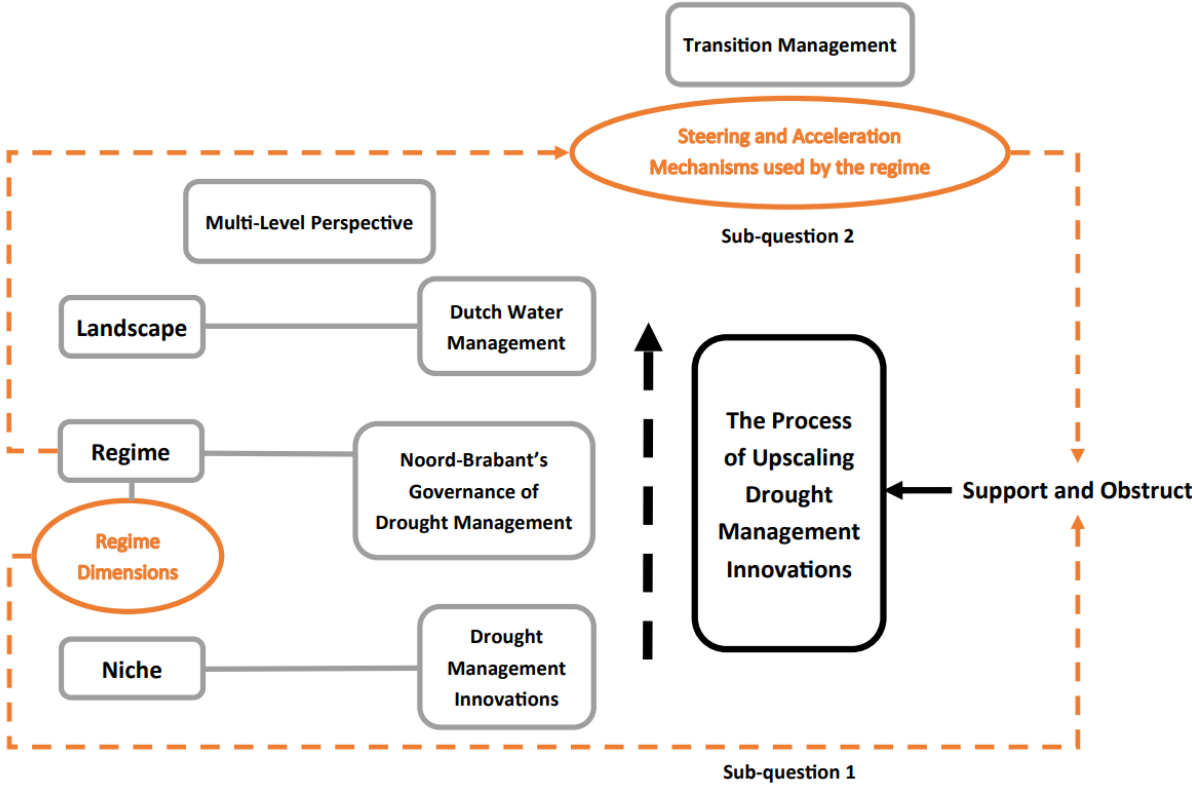 Transition Management
Steering and Acceleration
Mechanisms used by the regime
Sub-question 2
Multi-Level Perspective
Landscape
Dutch Water
Management
Regime
Noord-Brabant’s
Governance of
Drought Management
Regime
Dimensions
Niche
Drought
Management
Innovations
The Process
of Upscaling
Drought
Management
Innovations
Support and Obstruct
Sub-question 1